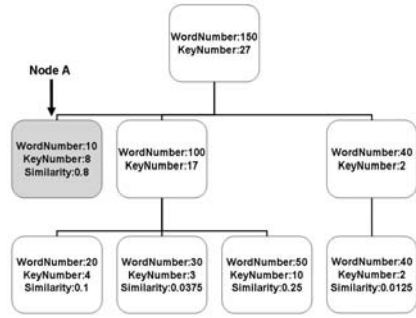 WordNumber:150
KeyNumber:27
Node A
WordNumber:10
KeyNumber:8
Similarity:0.8
WordNumber:100
KeyNumber:17
WordNumber:40
KeyNumber:2
WordNumber:20
KeyNumber:4
Similarity:0.1
WordNumber:30
KeyNumber:3
Similarity:0.0375
WordNumber:50
KeyNumber:10
Similarity:0.25
WordNumber:40
KeyNumber:2
Similarity:0.0125